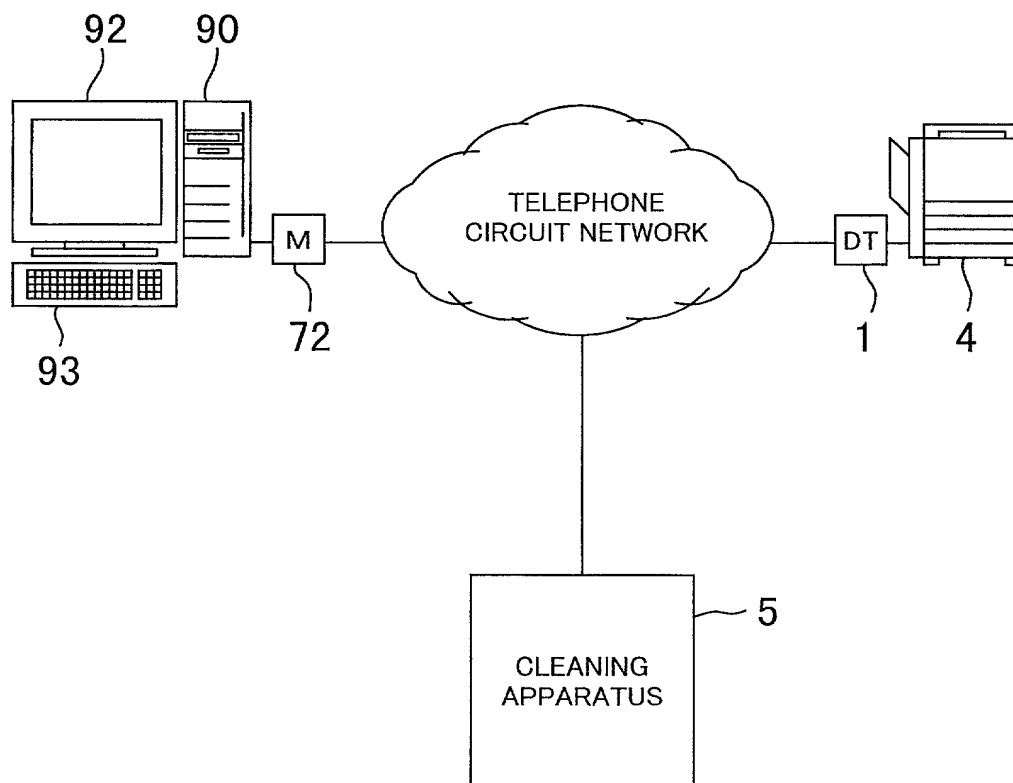 92
90
TELEPHONE
CIRCUIT NETWORK
M
DT
72
1
4
93
5
CLEANING
APPARATUS